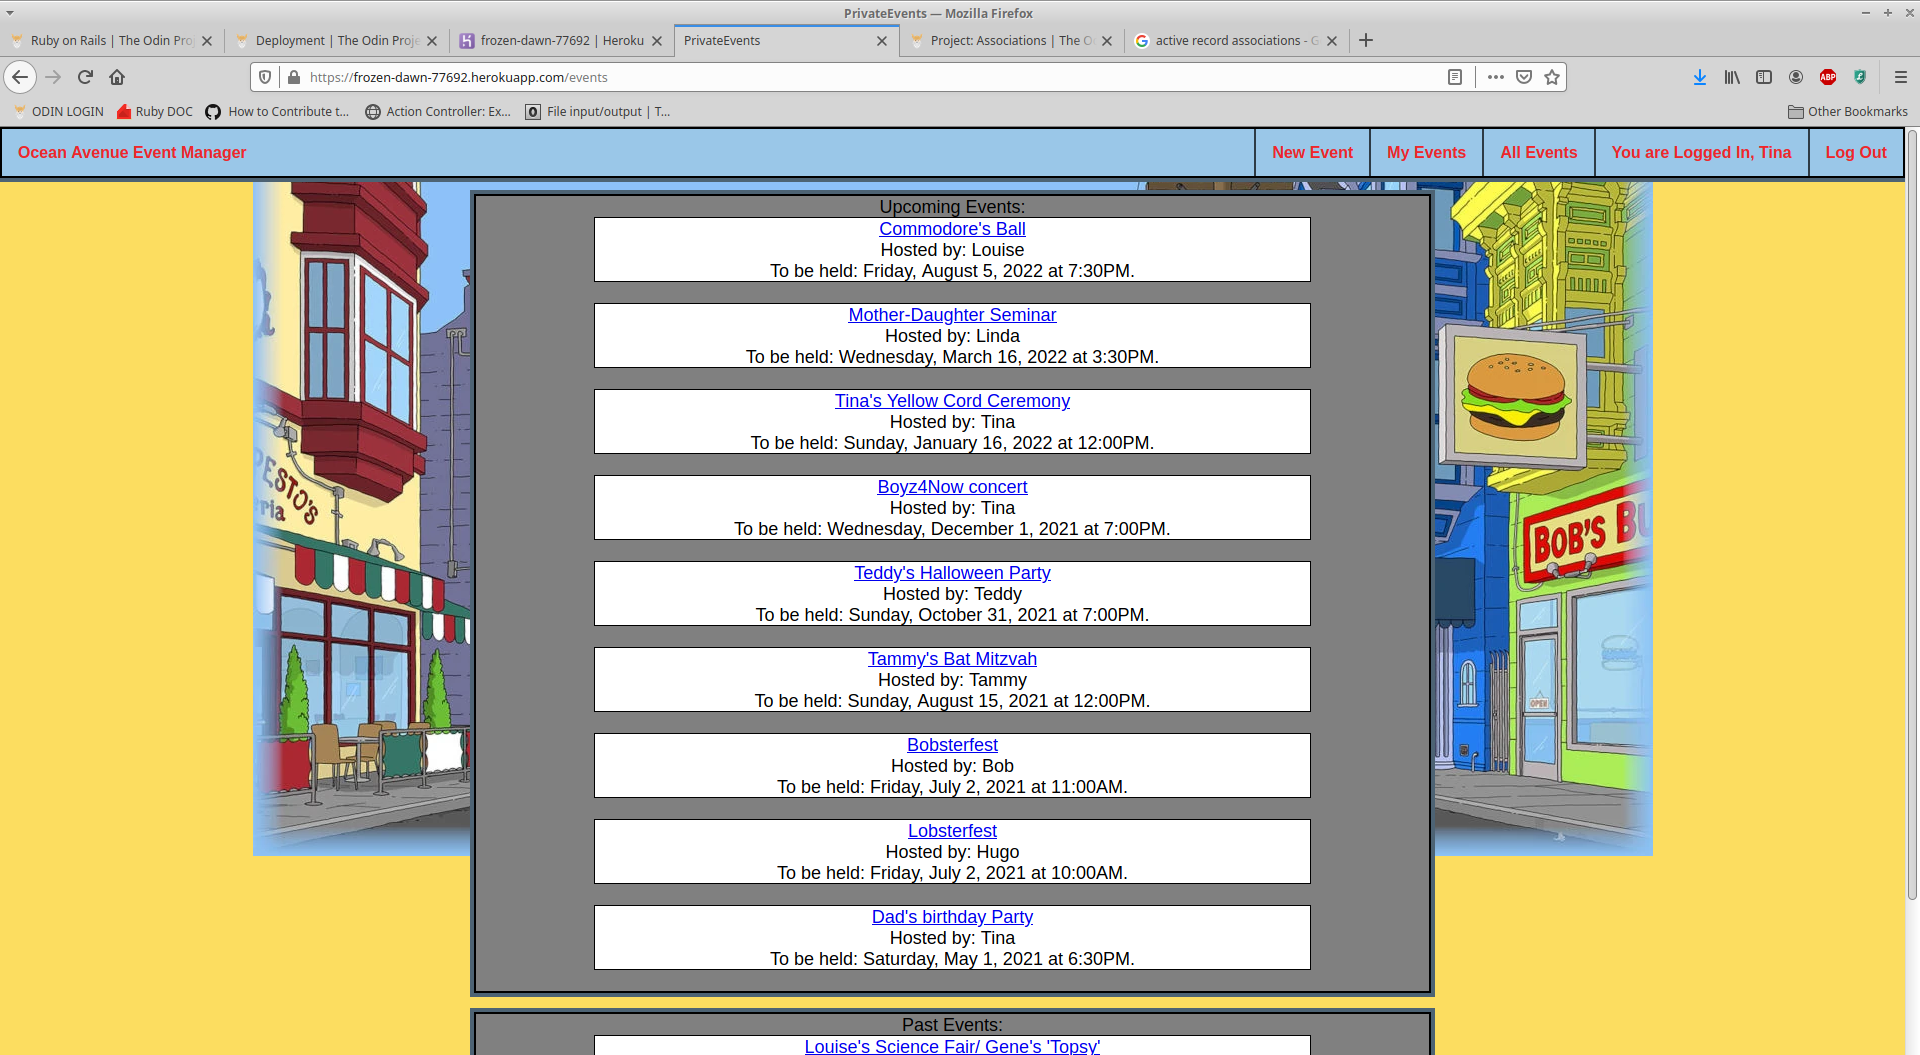 PrivateEvents — Mozilla Firefox
Ruby on Rails | The Odin Pro
Deployment | The Odin Proje
frozen-dawn-77692 | Heroku
PrivateEvents
Project: Associations | The O
active record associations - G
https://frozen-dawn-77692.herokuapp.com/events
ABP
ODIN LOGIN
Ruby DOC
How to Contribute t...
Action Controller: Ex...
File input/output | T...
Other Bookmarks
Ocean Avenue Event Manager
New Event
My Events
All Events
You are Logged In, Tina
Log Out
Upcoming Events:
Commodore's Ball
Hosted by: Louise
To be held: Friday, August 5, 2022 at 7:30PM.
Mother-Daughter Seminar
Hosted by: Linda
To be held: Wednesday, March 16, 2022 at 3:30PM.
Tina's Yellow Cord Ceremony
Hosted by: Tina
To be held: Sunday, January 16, 2022 at 12:00PM.
Boyz4Now concert
Hosted by: Tina
To be held: Wednesday, December 1, 2021 at 7:00PM.
Teddy's Halloween Party
Hosted by: Teddy
To be held: Sunday, October 31, 2021 at 7:00PM.
Tammy's Bat Mitzvah
Hosted by: Tammy
To be held: Sunday, August 15, 2021 at 12:00PM.
Bobsterfest
Hosted by: Bob
To be held: Friday, July 2, 2021 at 11:00AM.
Lobsterfest
Hosted by: Hugo
To be held: Friday, July 2, 2021 at 10:00AM.
Dad's birthday Party
Hosted by: Tina
To be held: Saturday, May 1, 2021 at 6:30PM.
Past Events:
Louise's Science Fair/ Gene's 'Topsy'
PESTO'S
ria
BOB'S BU
OPEN